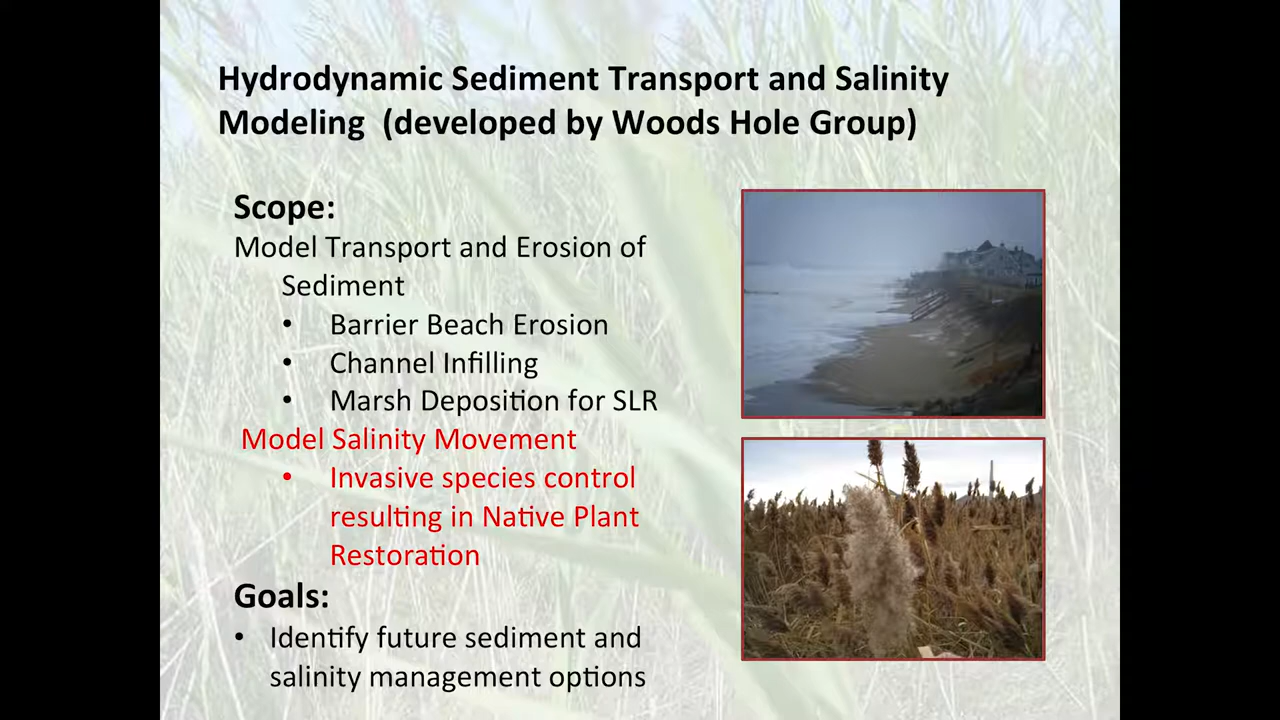 Hydrodynamic Sediment Transport and Salinity
Modeling  (developed by Woods Hole Group)
Scope:
Model Transport and Erosion of
Sediment
• Barrier Beach Erosion
• Channel Infilling
• Marsh Deposition for SLR
Model Salinity Movement
• Invasive species control
resulting in Native Plant
Restoration
Goals:
• Identify future sediment and
salinity management options